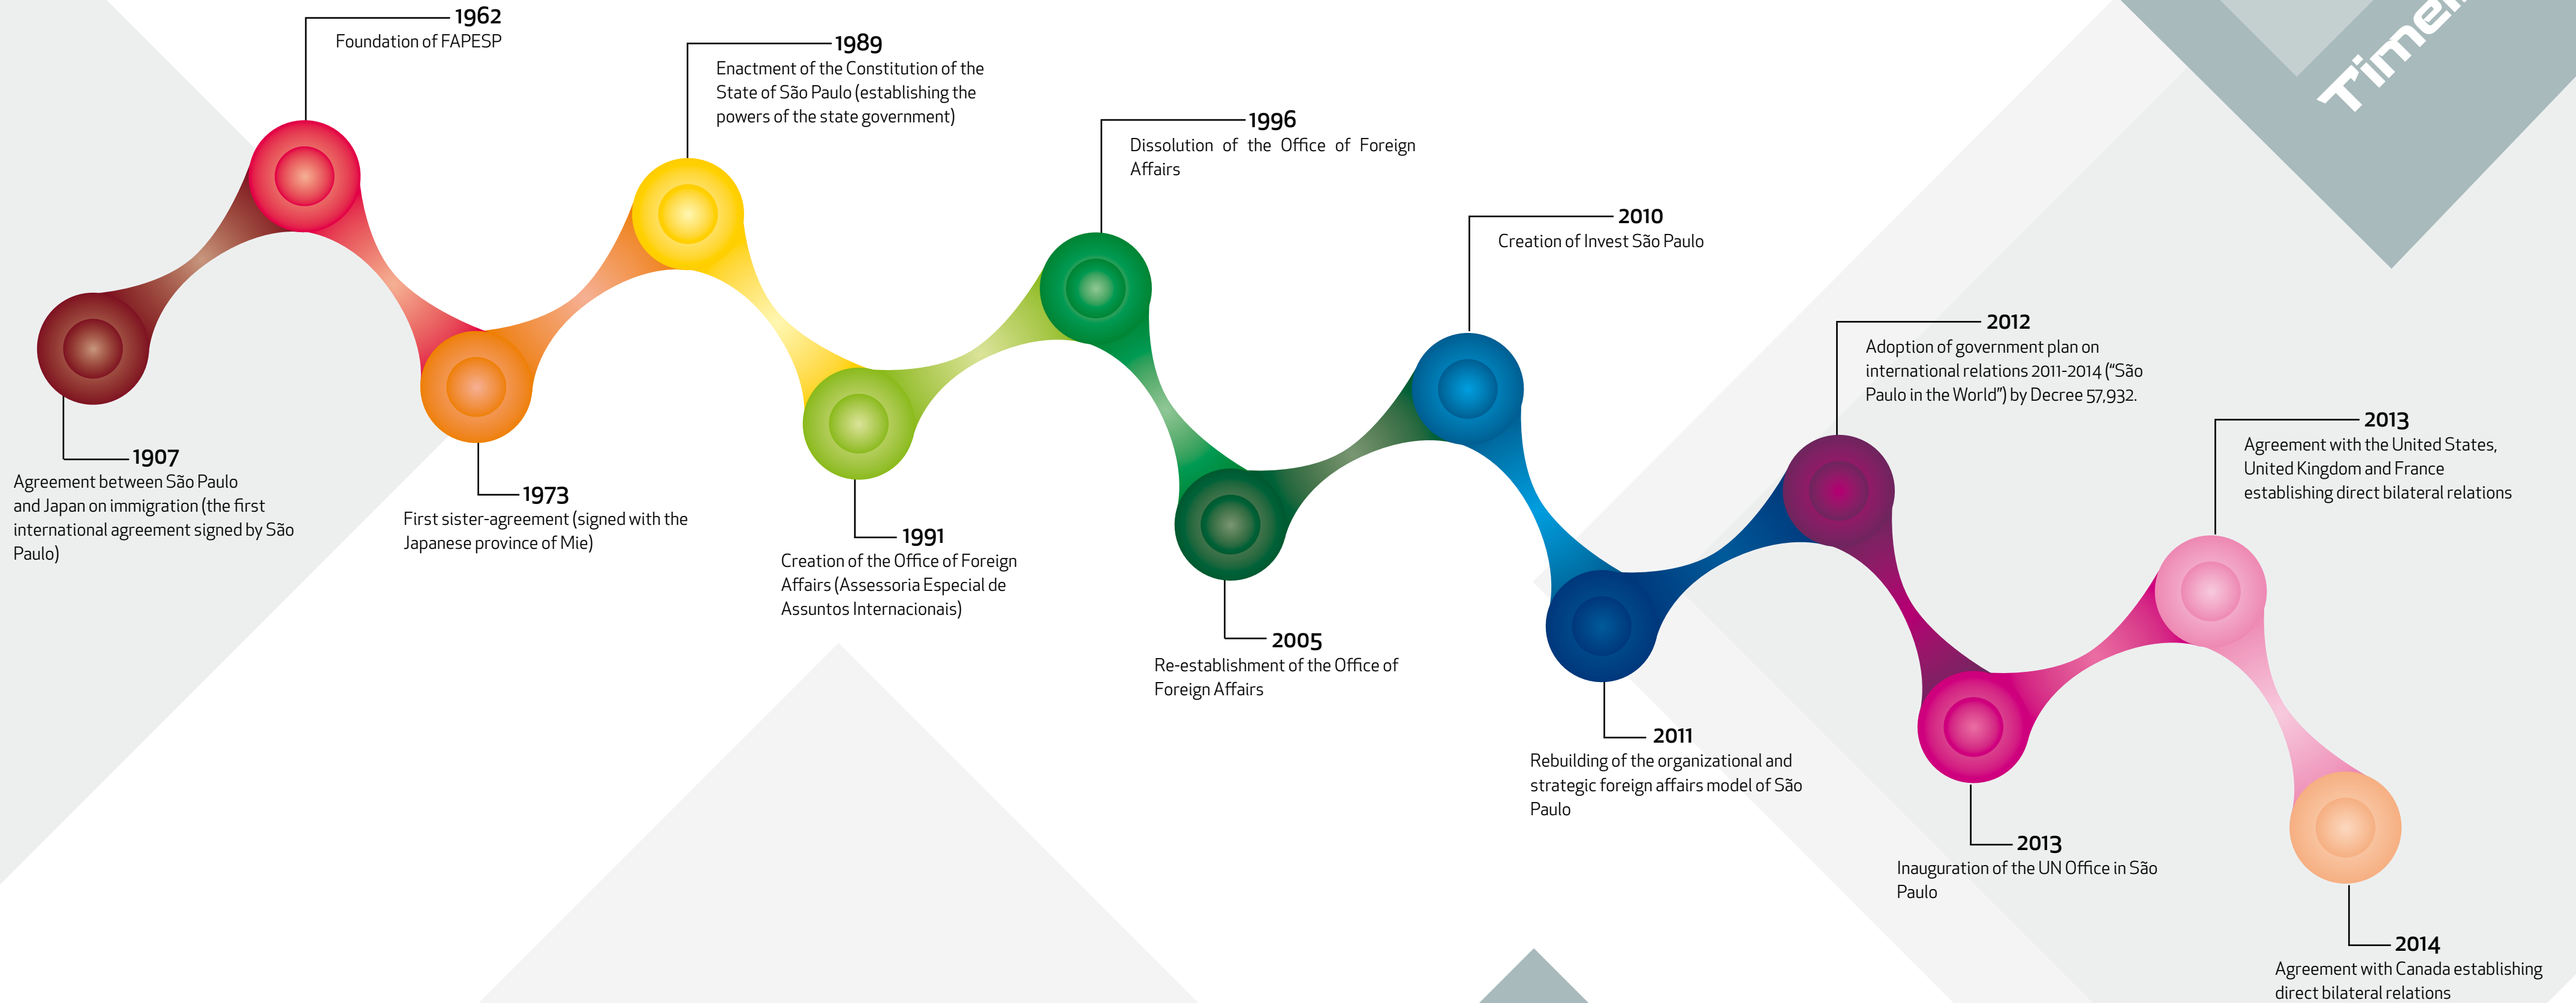 1962
Foundation of FAPESP
1989
Enactment of the Constitution of the
State of São Paulo (establishing the
powers of the state government)
1996
Dissolution of the Office of Foreign
Affairs
2010
Creation of Invest São Paulo
2012
Adoption of government plan on
international relations 2011-2014 (“São
Paulo in the World”) by Decree 57,932.
2013
Agreement with the United States,
United Kingdom and France
establishing direct bilateral relations
1907
Agreement between São Paulo
and Japan on immigration (the first
international agreement signed by São
Paulo)
1973
First sister-agreement (signed with the
Japanese province of Mie)
1991
Creation of the Office of Foreign
Affairs (Assessoria Especial de
Assuntos Internacionais)
2005
Re-establishment of the Office of
Foreign Affairs
2011
Rebuilding of the organizational and
strategic foreign affairs model of São
Paulo
2013
Inauguration of the UN Office in São
Paulo
2014
Agreement with Canada establishing
direct bilateral relations